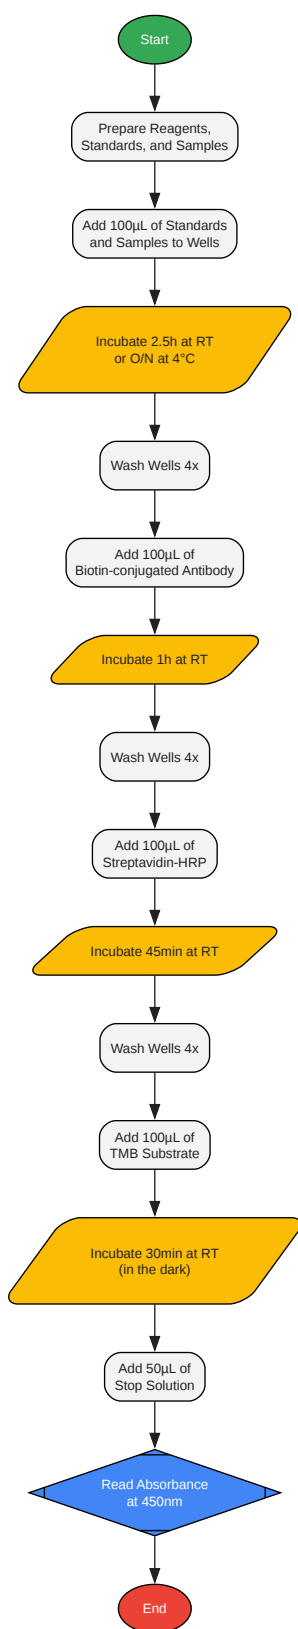 Start
Prepare Reagents,
Standards, and Samples
Add 100µL of Standards
and Samples to Wells
Incubate 2.5h at RT
or O/N at 4°C
Wash Wells 4x
Add 100µL of
Biotin-conjugated Antibody
Incubate 1h at RT
Wash Wells 4x
Add 100µL of
Streptavidin-HRP
Incubate 45min at RT
Wash Wells 4x
Add 100µL of
TMB Substrate
Incubate 30min at RT
(in the dark)
Add 50µL of
Stop Solution
Read Absorbance
at 450nm
End